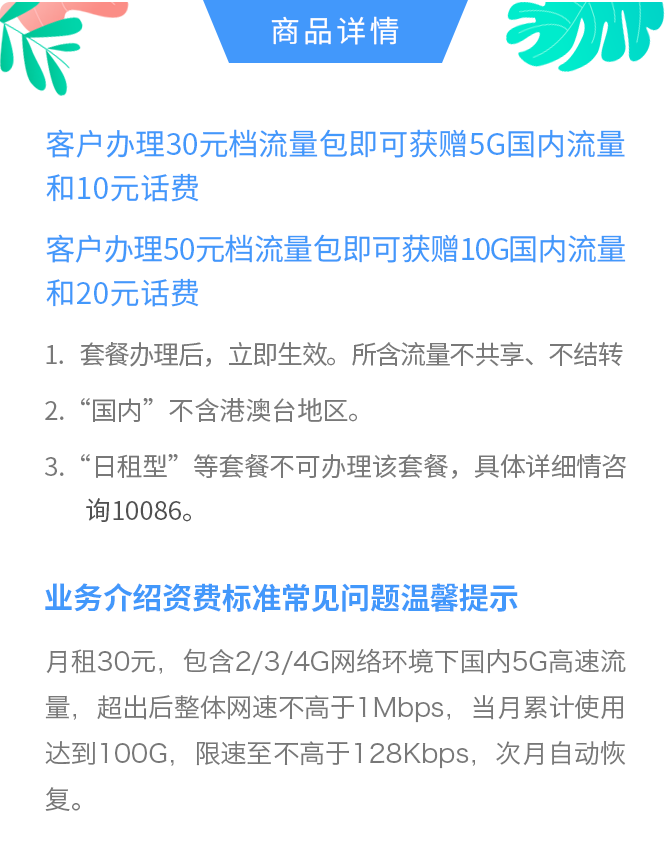 商品详情
客户办理30元档流量包即可获赠5G国内流量
和10元话费
客户办理50元档流量包即可获赠10G国内流量
和20元话费
1. 套餐办理后，立即生效。所含流量不共享、不结转
2.“国内”不含港澳台地区。
3.“日租型”等套餐不可办理该套餐，具体详细情咨
询10086。
业务介绍资费标准常见问题温馨提示
月租30元，包含2/3/4G网络环境下国内5G高速流
量，超出后整体网速不高于1Mbps，当月累计使用
达到100G，限速至不高于128Kbps，次月自动恢
复。